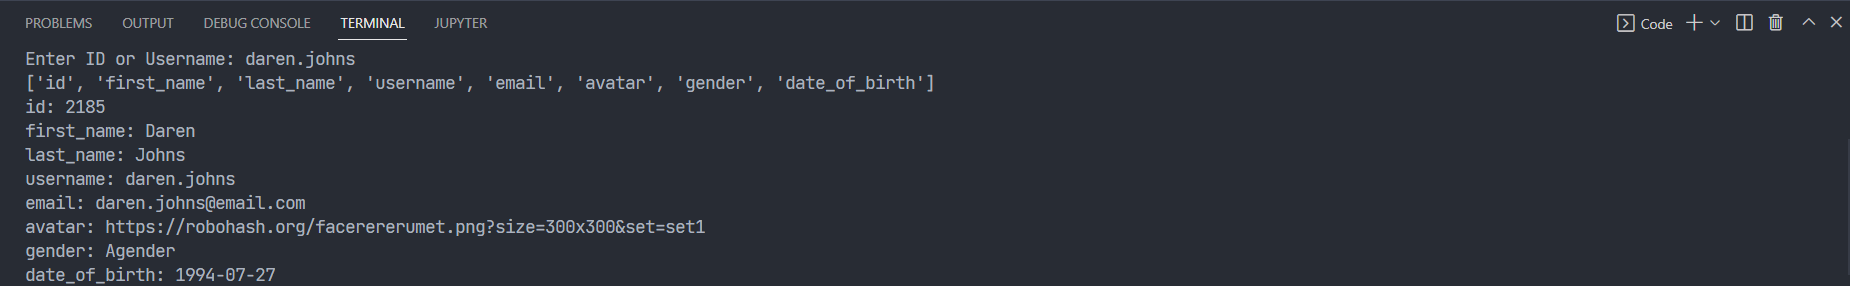 PROBLEMS OUTPUT DEBUG CONSOLE TERMINAL JUPYTER Code
Enter ID or Username: daren.johns
['id', 'first_name', 'last_name', 'username', 'email', 'avatar', 'gender', 'date_of_birth']
id: 2185
first_name: Daren
last_name: Johns
username: daren.johns
email: daren.johns@email.com
avatar: https://robohash.org/facerererumet.png?size=300x300&set=set1
gender: Agender
date_of_birth: 1994-07-27